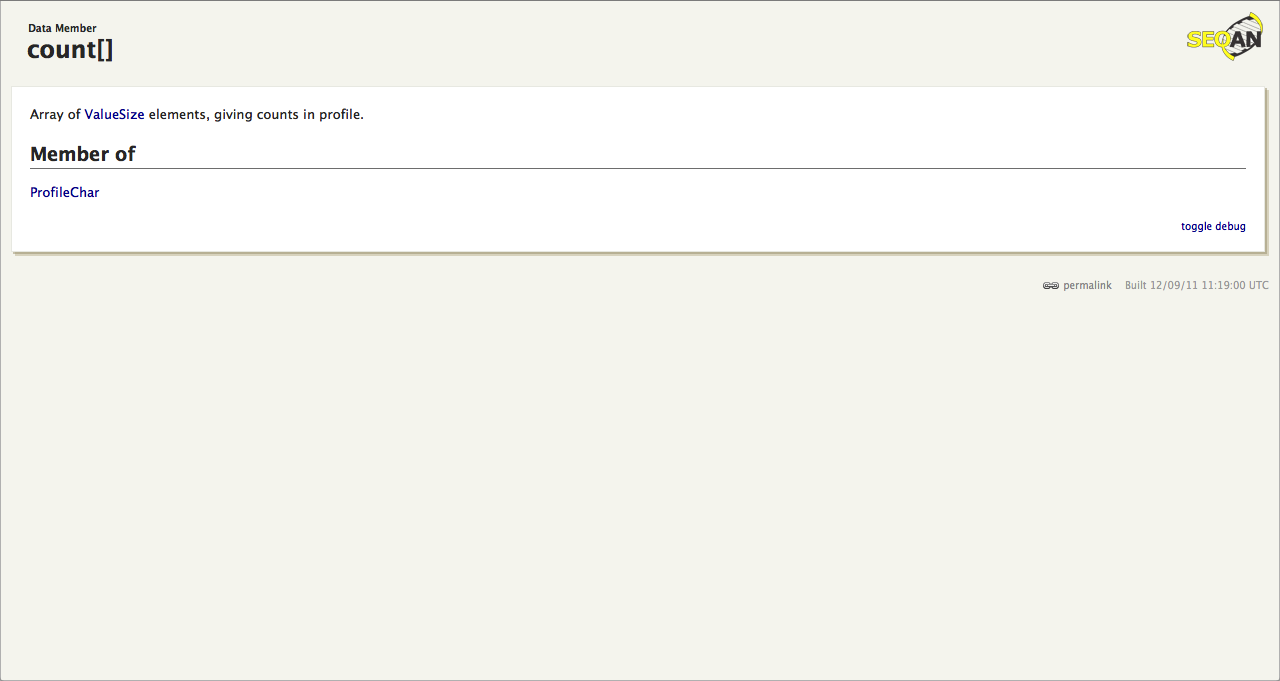 Data Member
count[]
SEQAN
Array of ValueSize elements, giving counts in profile.
Member of
ProfileChar
toggle debug
permalink Built 12/09/11 11:19:00 UTC